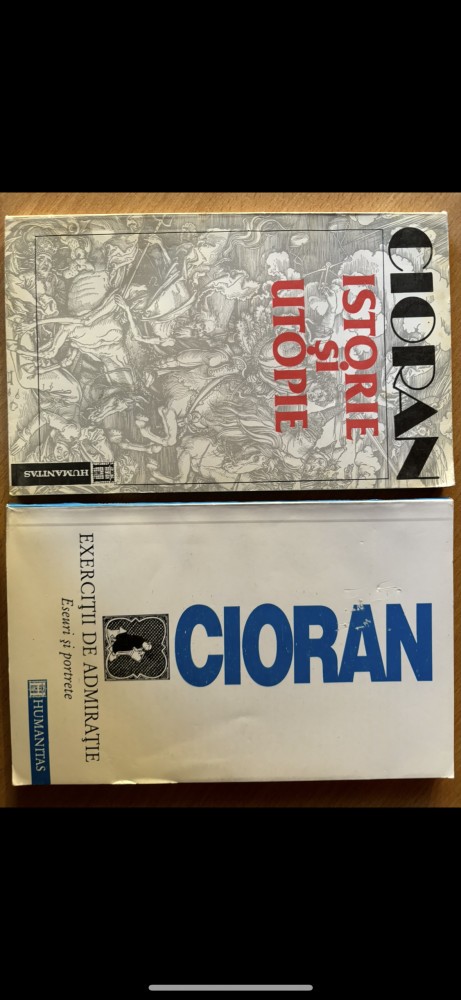 CIORAN
ISTORIE
ȘI
UTOPIE
HUMANITAS
CIORAN
EXERCIȚII DE ADMIRAȚIE
Eseuri și portrete
HUMANITAS